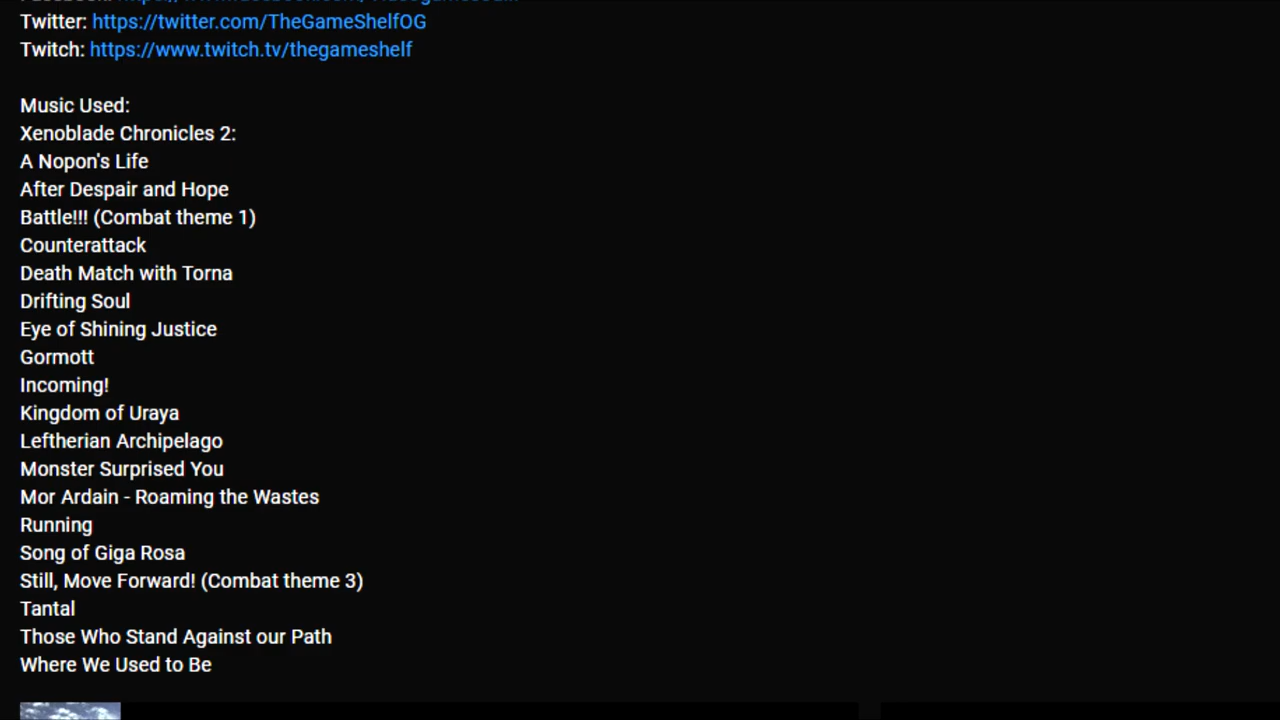 Twitter: https://twitter.com/TheGameShelfOG
Twitch: https://www.twitch.tv/thegameshelf
Music Used:
Xenoblade Chronicles 2:
A Nopon's Life
After Despair and Hope
Battle!!! (Combat theme 1)
Counterattack
Death Match with Torna
Drifting Soul
Eye of Shining Justice
Gormott
Incoming!
Kingdom of Uraya
Leftherian Archipelago
Monster Surprised You
Mor Ardain - Roaming the Wastes
Running
Song of Giga Rosa
Still, Move Forward! (Combat theme 3)
Tantal
Those Who Stand Against our Path
Where We Used to Be